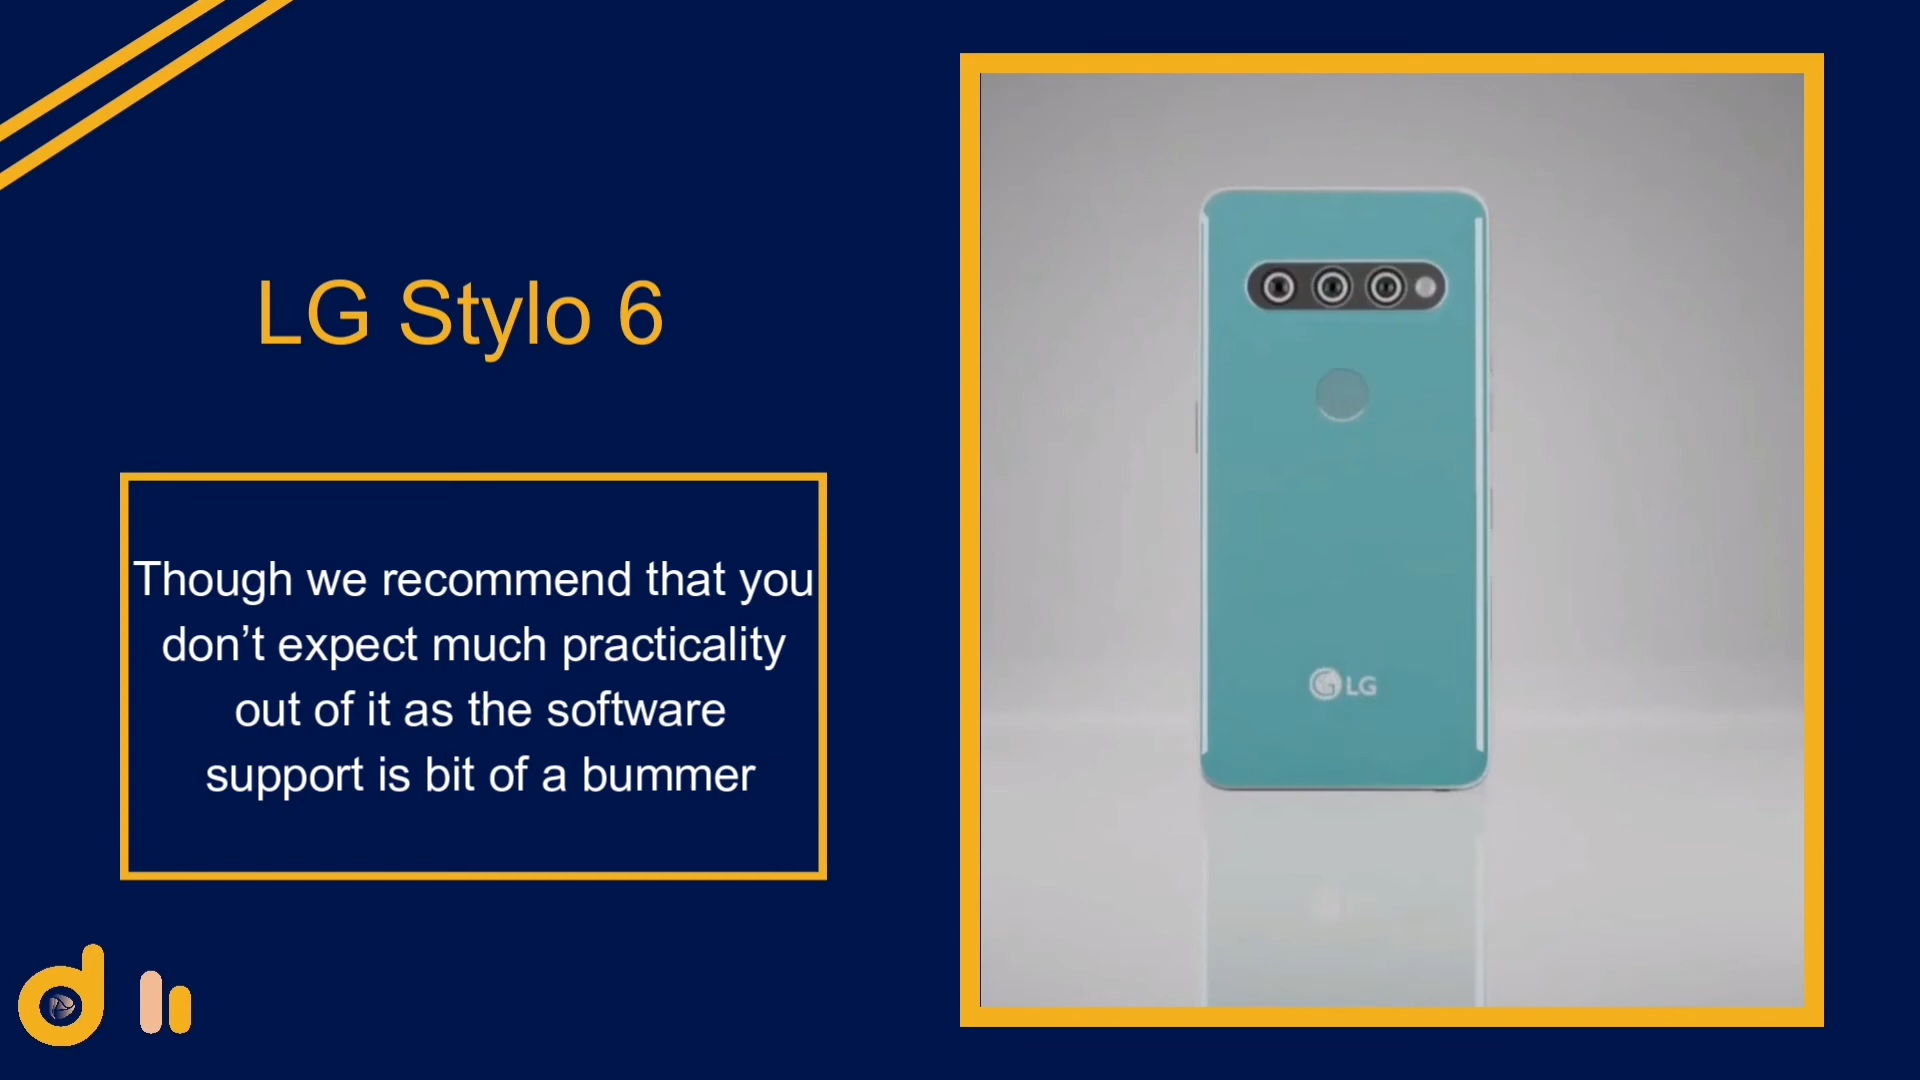 LG Stylo 6
Though we recommend that you
don’t expect much practicality
out of it as the software
support is bit of a bummer
LG